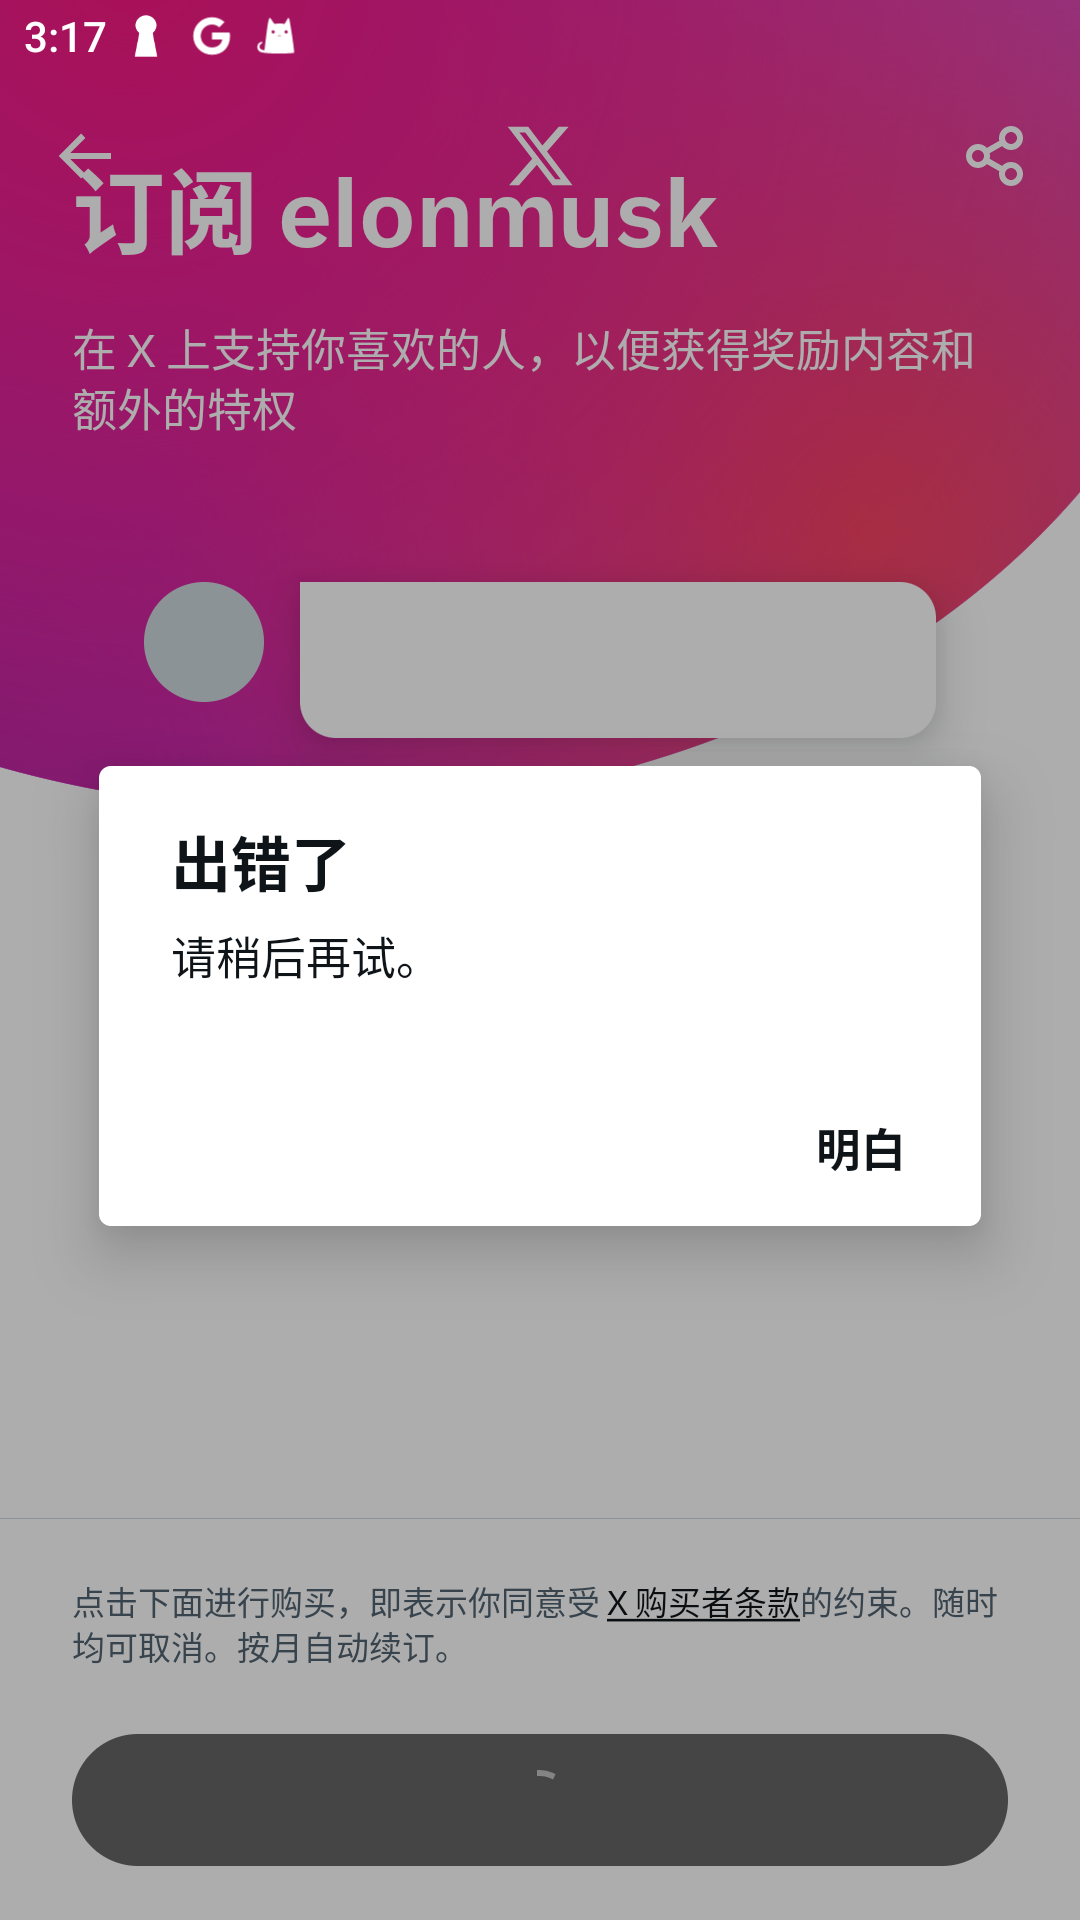 3:17
订阅 elonmusk
在 X 上支持你喜欢的人，以便获得奖励内容和
额外的特权
出错了
请稍后再试。
明白
点击下面进行购买，即表示你同意受 X 购买者条款的约束。随时
均可取消。按月自动续订。